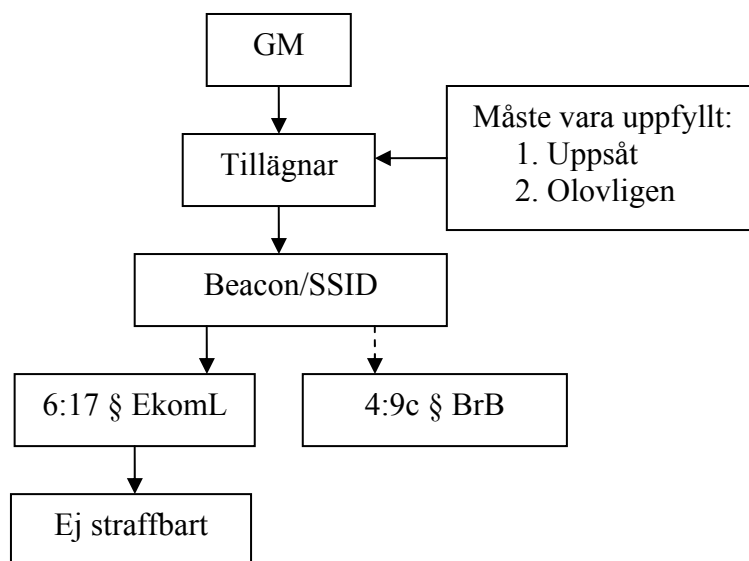 GM
Måste vara uppfyllt:
1. Uppsåt
2. Olovligen
Tillägnar
Beacon/SSID
6:17 § EkomL
4:9c § BrB
Ej straffbart